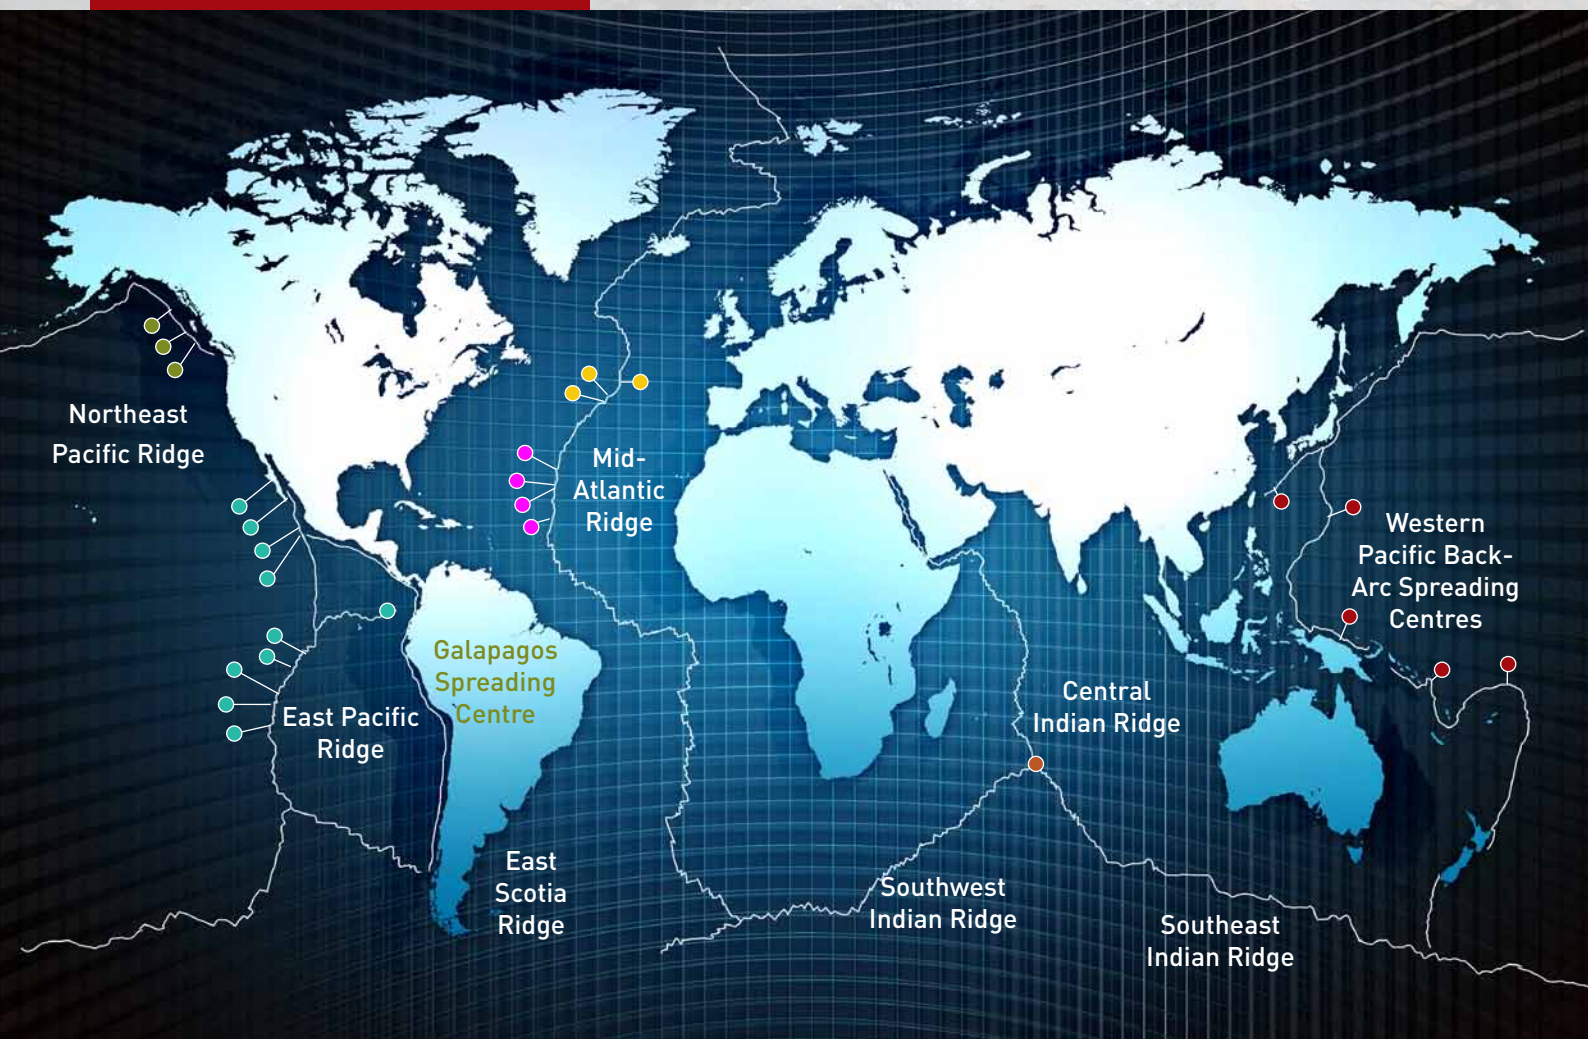 Northeast
Pacific Ridge
Mid-
Atlantic
Ridge
Western
Pacific Back-
Arc Spreading
Centres
Galapagos
Spreading
Centre
East Pacific
Ridge
Central
Indian Ridge
East
Scotia
Ridge
Southwest
Indian Ridge
Southeast
Indian Ridge